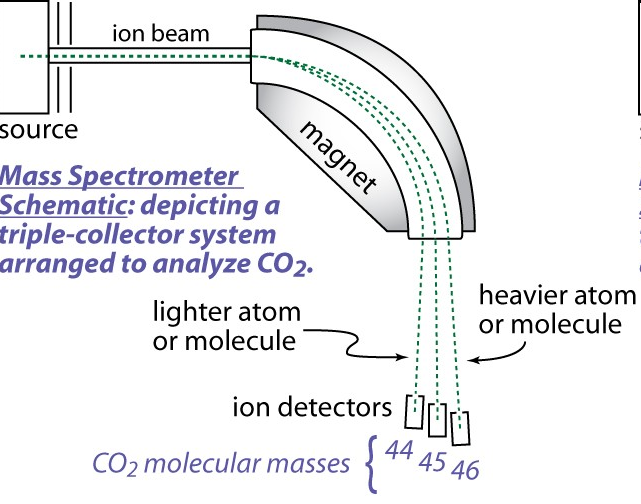 ion beam
source
magnet
Mass Spectrometer
Schematic: depicting a
triple-collector system
arranged to analyze CO₂.
lighter atom
or molecule
heavier atom
or molecule
ion detectors
CO₂ molecular masses { 44 45 46